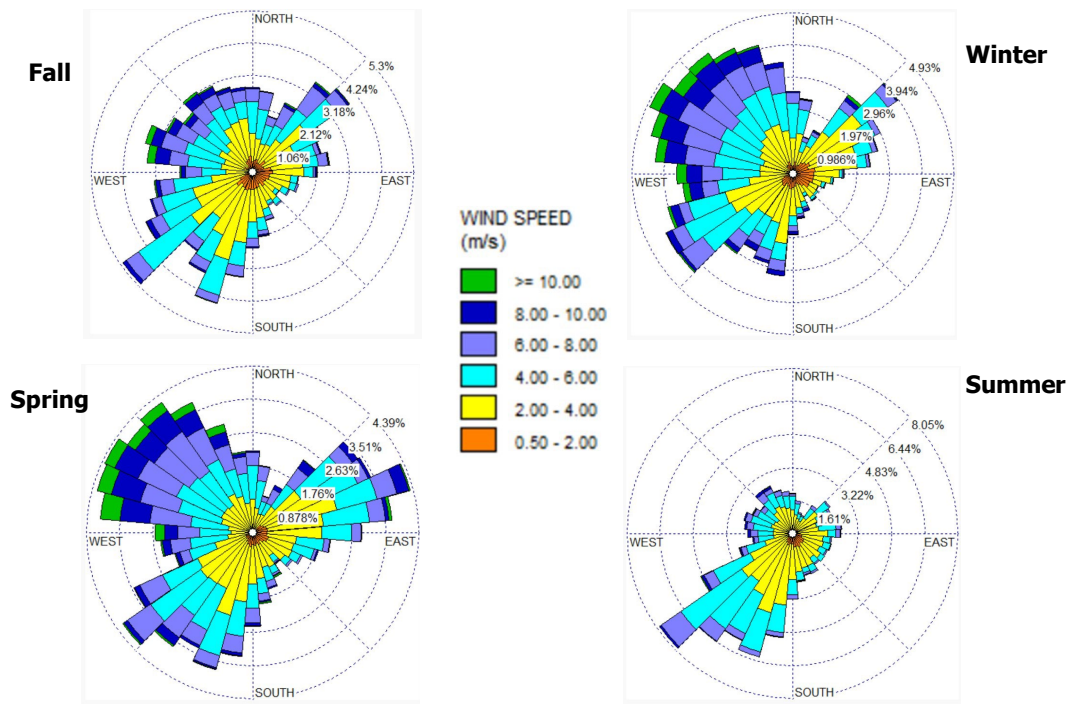 Fall
NORTH
5.3%
4.24%
3.18%
2.12%
1.06%
WEST
EAST
SOUTH
Winter
NORTH
4.93%
3.94%
2.96%
1.97%
0.986%
WEST
EAST
SOUTH
WIND SPEED
(m/s)
>= 10.00
8.00 - 10.00
6.00 - 8.00
4.00 - 6.00
2.00 - 4.00
0.50 - 2.00
Spring
NORTH
4.39%
3.51%
2.63%
1.76%
0.878%
WEST
EAST
SOUTH
Summer
NORTH
8.05%
6.44%
4.83%
3.22%
1.61%
WEST
EAST
SOUTH